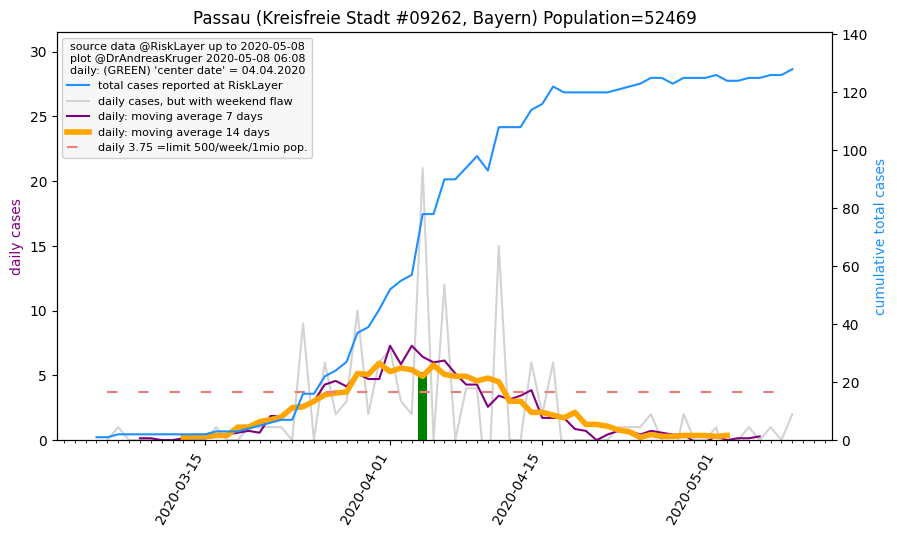 Passau (Kreisfreie Stadt #09262, Bayern) Population=52469
source data @RiskLayer up to 2020-05-08
plot @DrAndreasKruger 2020-05-08 06:08
daily: (GREEN) 'center date' = 04.04.2020
total cases reported at RiskLayer
daily cases, but with weekend flaw
daily: moving average 7 days
daily: moving average 14 days
daily 3.75 =limit 500/week/1mio pop.
daily cases
30
25
20
15
10
5
0
cumulative total cases
140
120
100
80
60
40
20
0
2020-03-15
2020-04-01
2020-04-15
2020-05-01